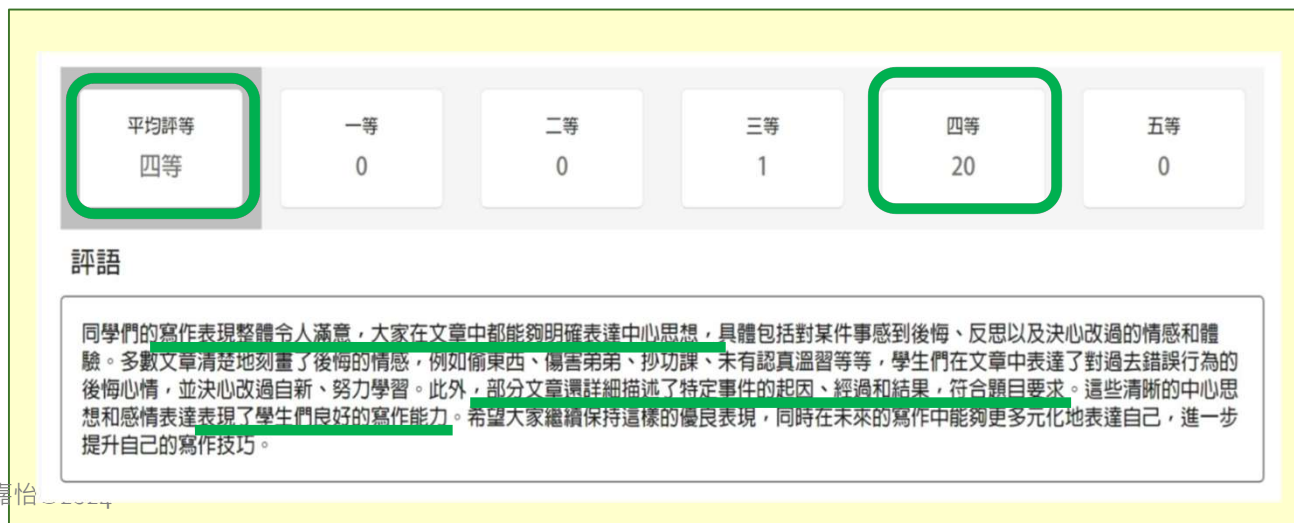 平均評等
四等
一等
0
二等
0
三等
1
四等
20
五等
0
評語
同學們的寫作表現整體令人滿意，大家在文章中都能夠明確表達中心思想，具體包括對某件事感到後悔、反思以及決心改過的情感和體
驗。多數文章清楚地刻畫了後悔的情感，例如偷東西、傷害弟弟、抄功課、未有認真溫習等等，學生們在文章中表達了對過去錯誤行為的
後悔心情，並決心改過自新、努力學習。此外，部分文章還詳細描述了特定事件的起因、經過和結果，符合題目要求。這些清晰的中心思
想和感情表達表現了學生們良好的寫作能力。希望大家繼續保持這樣的優良表現，同時在未來的寫作中能夠更多元化地表達自己，進一步
提升自己的寫作技巧。
怡